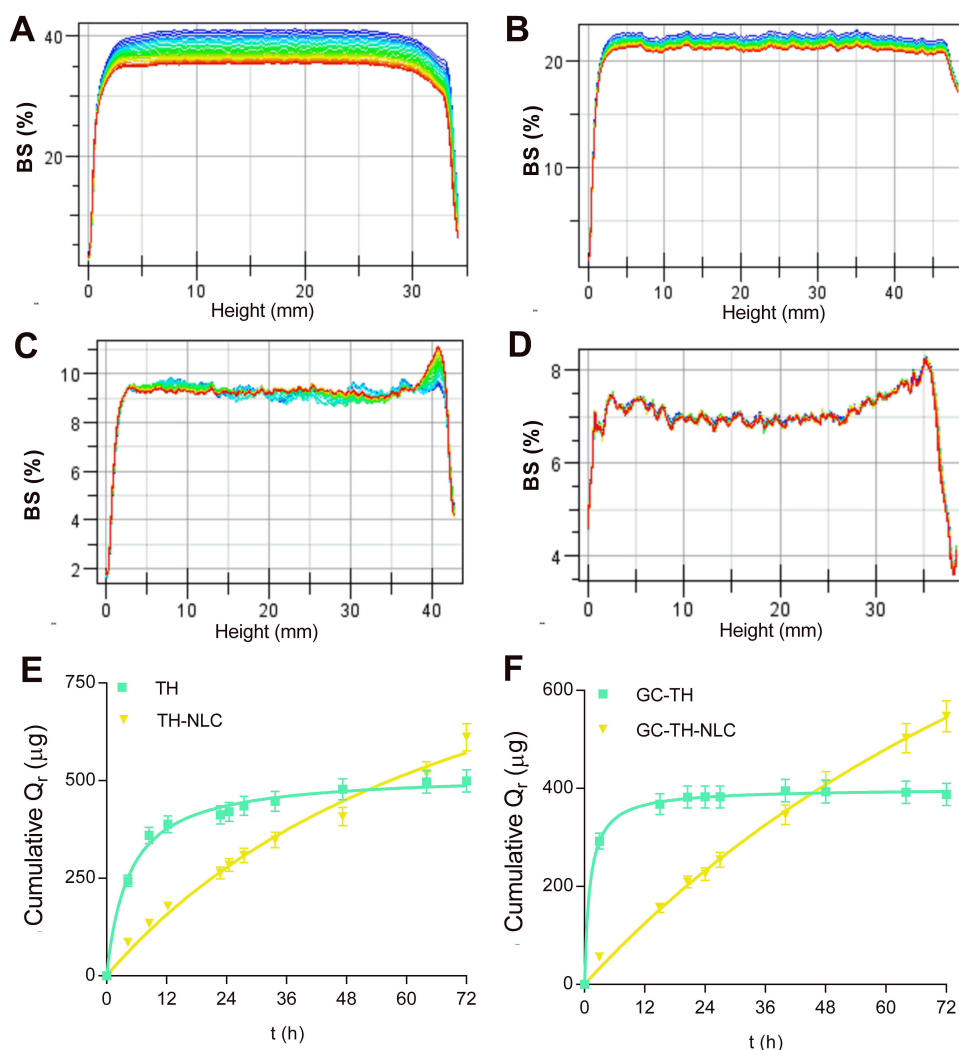 A
40
20
BS (%)
0
10
20
30
Height (mm)
B
20
10
BS (%)
0
10
20
30
40
Height (mm)
C
10
8
6
4
2
BS (%)
0
10
20
30
40
Height (mm)
D
8
6
4
BS (%)
0
10
20
30
Height (mm)
E
750
500
250
0
Cumulative Qr (μg)
TH
TH-NLC
0
12
24
36
48
60
72
t (h)
F
600
400
200
0
Cumulative Qr (μg)
GC-TH
GC-TH-NLC
0
12
24
36
48
60
72
t (h)